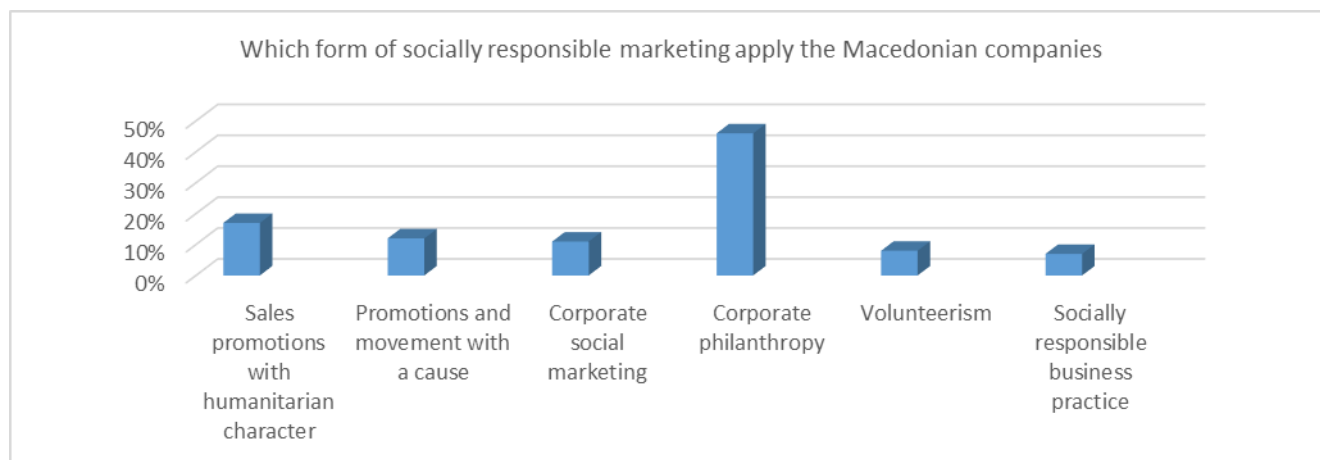 Which form of socially responsible marketing apply the Macedonian companies
50%
40%
30%
20%
10%
0%
Sales
promotions
with
humanitarian
character
Promotions and
movement with
a cause
Corporate
social
marketing
Corporate
philanthropy
Volunteerism
Socially
responsible
business
practice